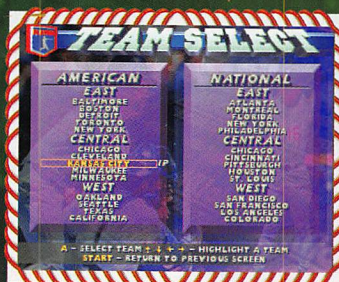 TEAM SELECT
AMERICAN
EAST
BALTIMORE
BOSTON
DETROIT
TORONTO
NEW YORK
CENTRAL
CHICAGO
CLEVELAND
KANSAS CITY 1P
MILWAUKEE
MINNESOTA
WEST
OAKLAND
SEATTLE
TEXAS
CALIFORNIA
NATIONAL
EAST
ATLANTA
MONTREAL
FLORIDA
NEW YORK
PHILADELPHIA
CENTRAL
CHICAGO
CINCINNATI
PITTSBURGH
HOUSTON
ST. LOUIS
WEST
SAN DIEGO
SAN FRANCISCO
LOS ANGELES
COLORADO
A - SELECT TEAM ↑ ↓ ← → - HIGHLIGHT A TEAM
START - RETURN TO PREVIOUS SCREEN